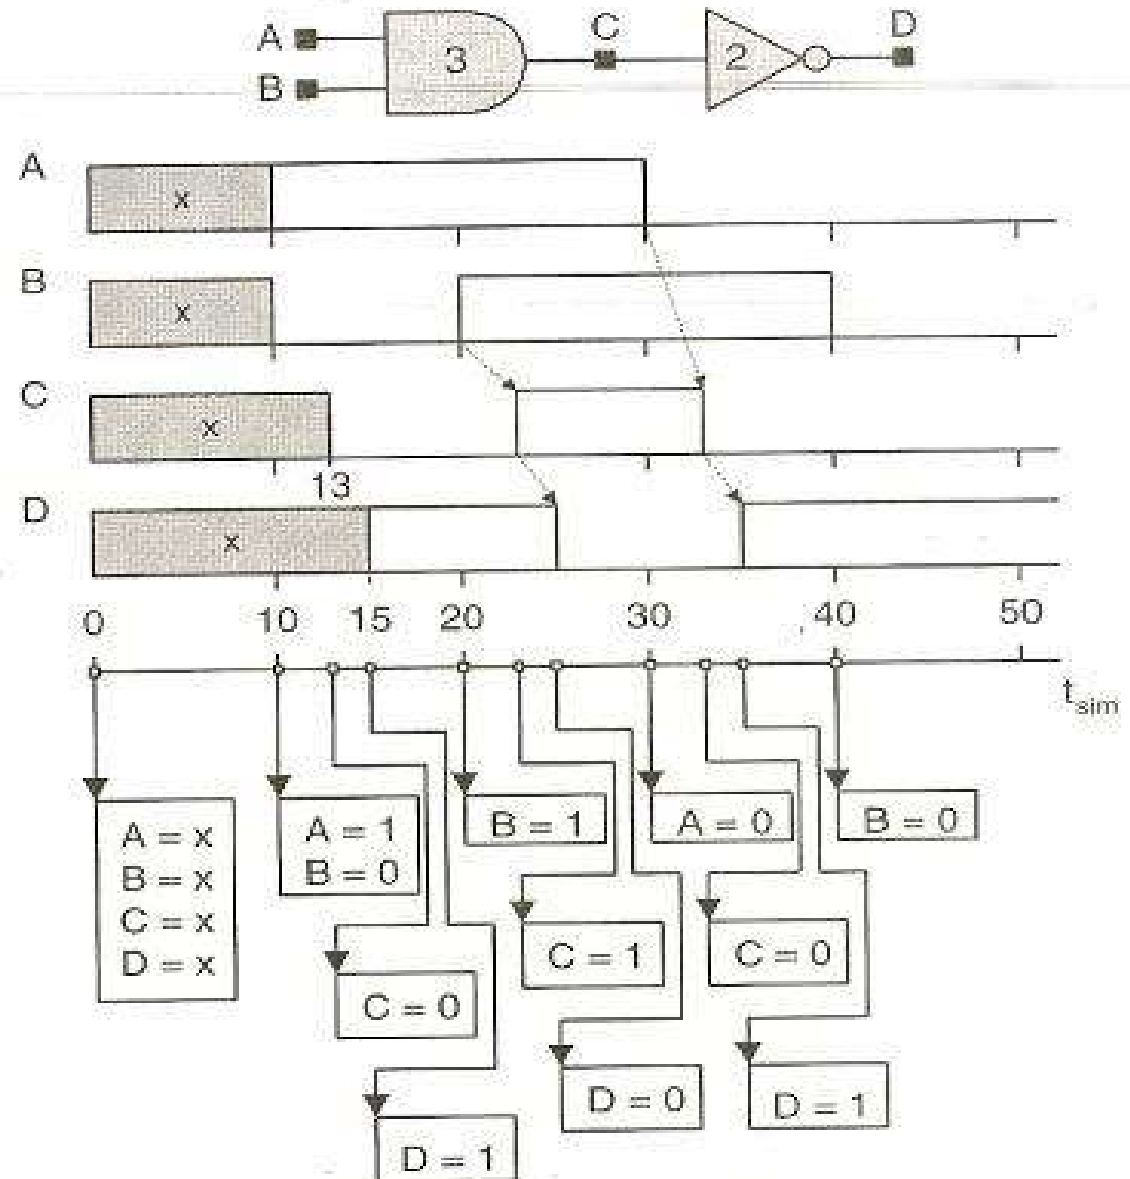 A
B
3
C
2
D
A
x
B
x
C
x
13
D
x
0 10 15 20 30 40 50
t sim
A = x
B = x
C = x
D = x
A = 1
B = 0
B = 1
A = 0
B = 0
C = 1
C = 0
C = 0
D = 0
D = 1
D = 1